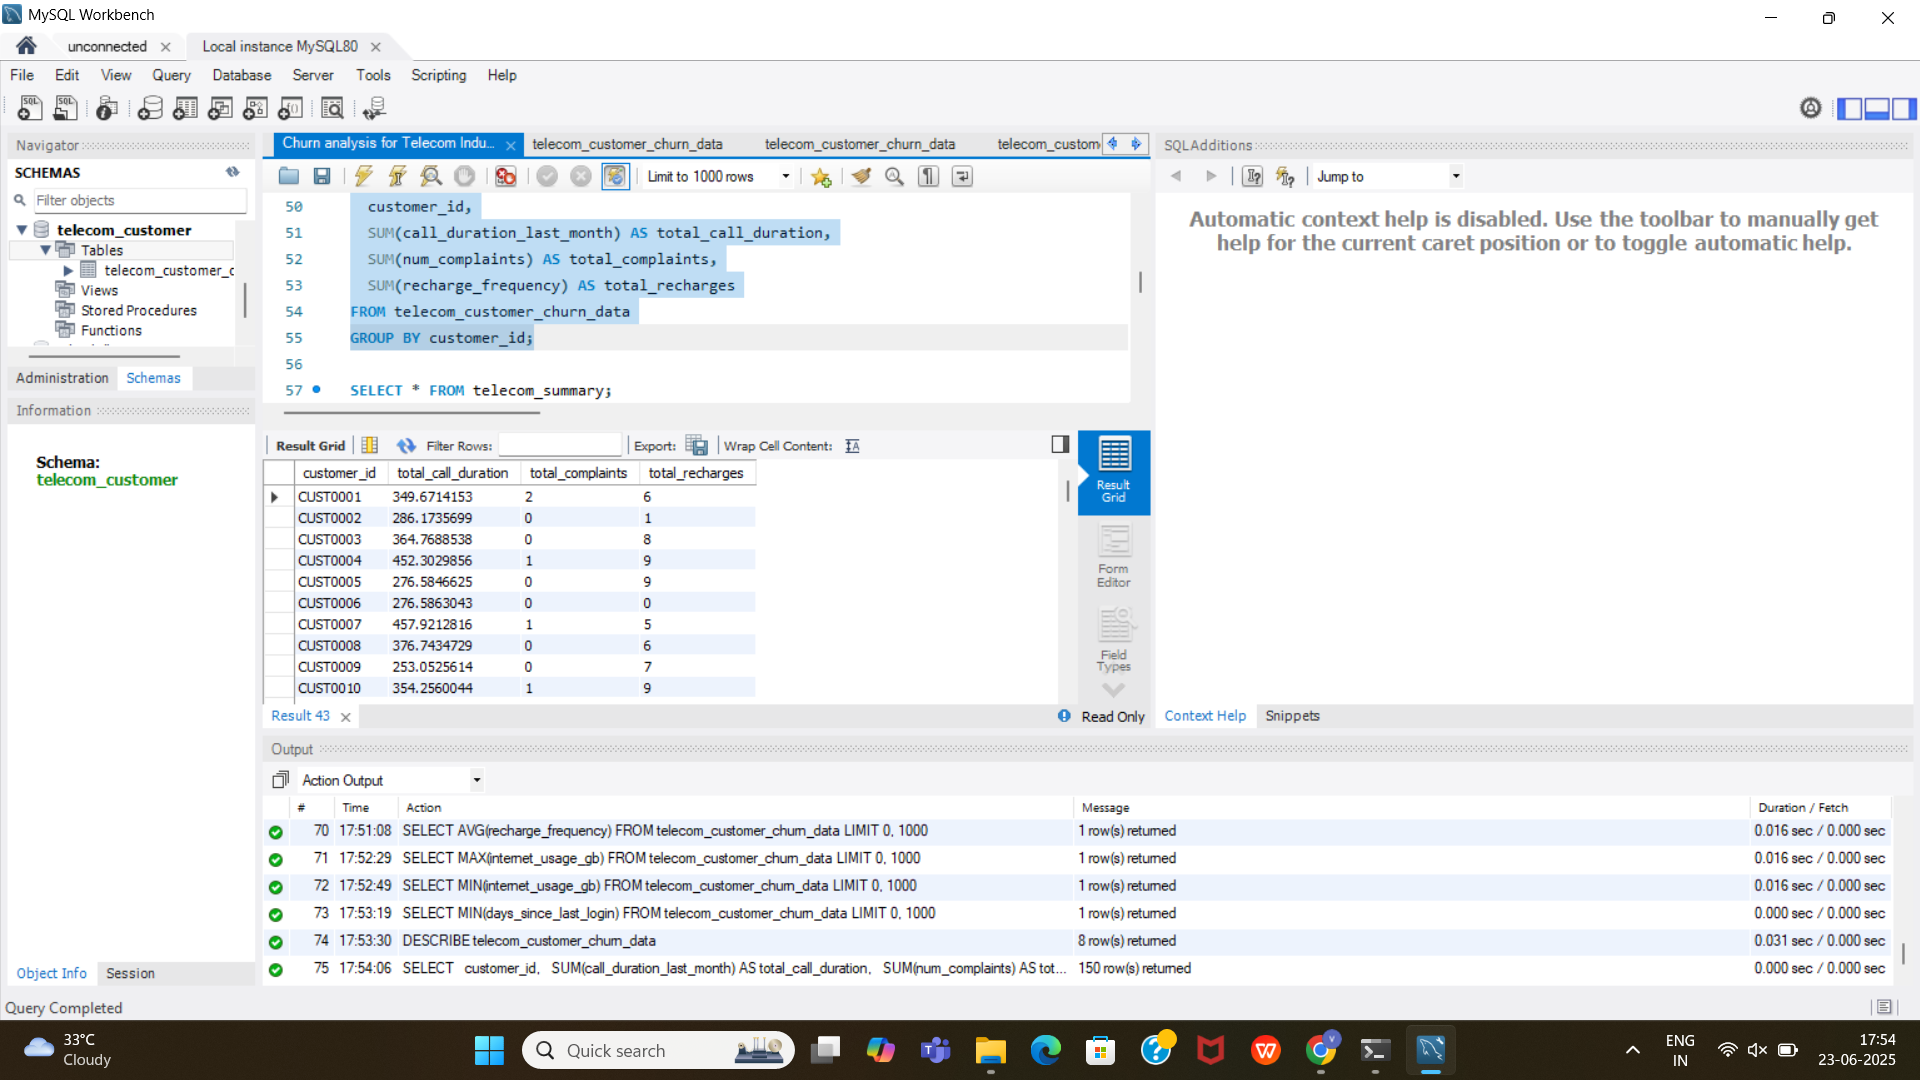 MySQL Workbench
unconnected
Local instance MySQL80
File Edit View Query Database Server Tools Scripting Help
Navigator
SCHEMAS
Filter objects
telecom_customer
Tables
telecom_customer_c
Views
Stored Procedures
Functions
Administration Schemas
Information
Schema:
telecom_customer
Object Info Session
Churn analysis for Telecom Indu... telecom_customer_churn_data telecom_customer_churn_data telecom_custom
Limit to 1000 rows
50 customer_id,
51 SUM(call_duration_last_month) AS total_call_duration,
52 SUM(num_complaints) AS total_complaints,
53 SUM(recharge_frequency) AS total_recharges
54 FROM telecom_customer_churn_data
55 GROUP BY customer_id;
56
57 SELECT * FROM telecom_summary;
Result Grid Filter Rows: Export: Wrap Cell Content:
customer_id total_call_duration total_complaints total_recharges
CUST0001 349.6714153 2 6
CUST0002 286.1735699 0 1
CUST0003 364.7688538 0 8
CUST0004 452.3029856 1 9
CUST0005 276.5846625 0 9
CUST0006 276.5863043 0 0
CUST0007 457.9212816 1 5
CUST0008 376.7434729 0 6
CUST0009 253.0525614 0 7
CUST0010 354.2560044 1 9
Result Grid
Form Editor
Field Types
Result 43
Read Only
SQLAdditions
Jump to
Automatic context help is disabled. Use the toolbar to manually get
help for the current caret position or to toggle automatic help.
Context Help Snippets
Output
Action Output
# Time Action Message Duration / Fetch
70 17:51:08 SELECT AVG(recharge_frequency) FROM telecom_customer_churn_data LIMIT 0, 1000 1 row(s) returned 0.016 sec / 0.000 sec
71 17:52:29 SELECT MAX(internet_usage_gb) FROM telecom_customer_churn_data LIMIT 0, 1000 1 row(s) returned 0.016 sec / 0.000 sec
72 17:52:49 SELECT MIN(internet_usage_gb) FROM telecom_customer_churn_data LIMIT 0, 1000 1 row(s) returned 0.016 sec / 0.000 sec
73 17:53:19 SELECT MIN(days_since_last_login) FROM telecom_customer_churn_data LIMIT 0, 1000 1 row(s) returned 0.000 sec / 0.000 sec
74 17:53:30 DESCRIBE telecom_customer_churn_data 8 row(s) returned 0.031 sec / 0.000 sec
75 17:54:06 SELECT customer_id, SUM(call_duration_last_month) AS total_call_duration, SUM(num_complaints) AS tot... 150 row(s) returned 0.000 sec / 0.000 sec
Query Completed
33°C
Cloudy
Quick search
ENG
IN
17:54
23-06-2025